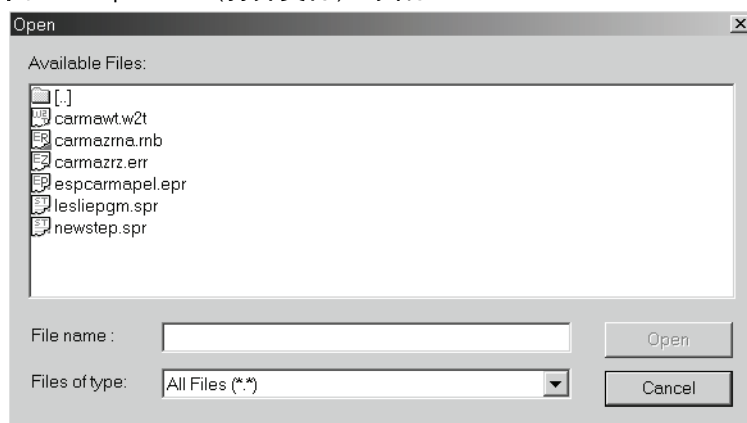 Open
Available Files:
[..]
carmawt.w2t
carmazrna.rnb
carmazrz.err
espcarmapel.epr
lesliepgm.spr
newstep.spr
File name :
Open
Files of type:
All Files (*.*)
Cancel